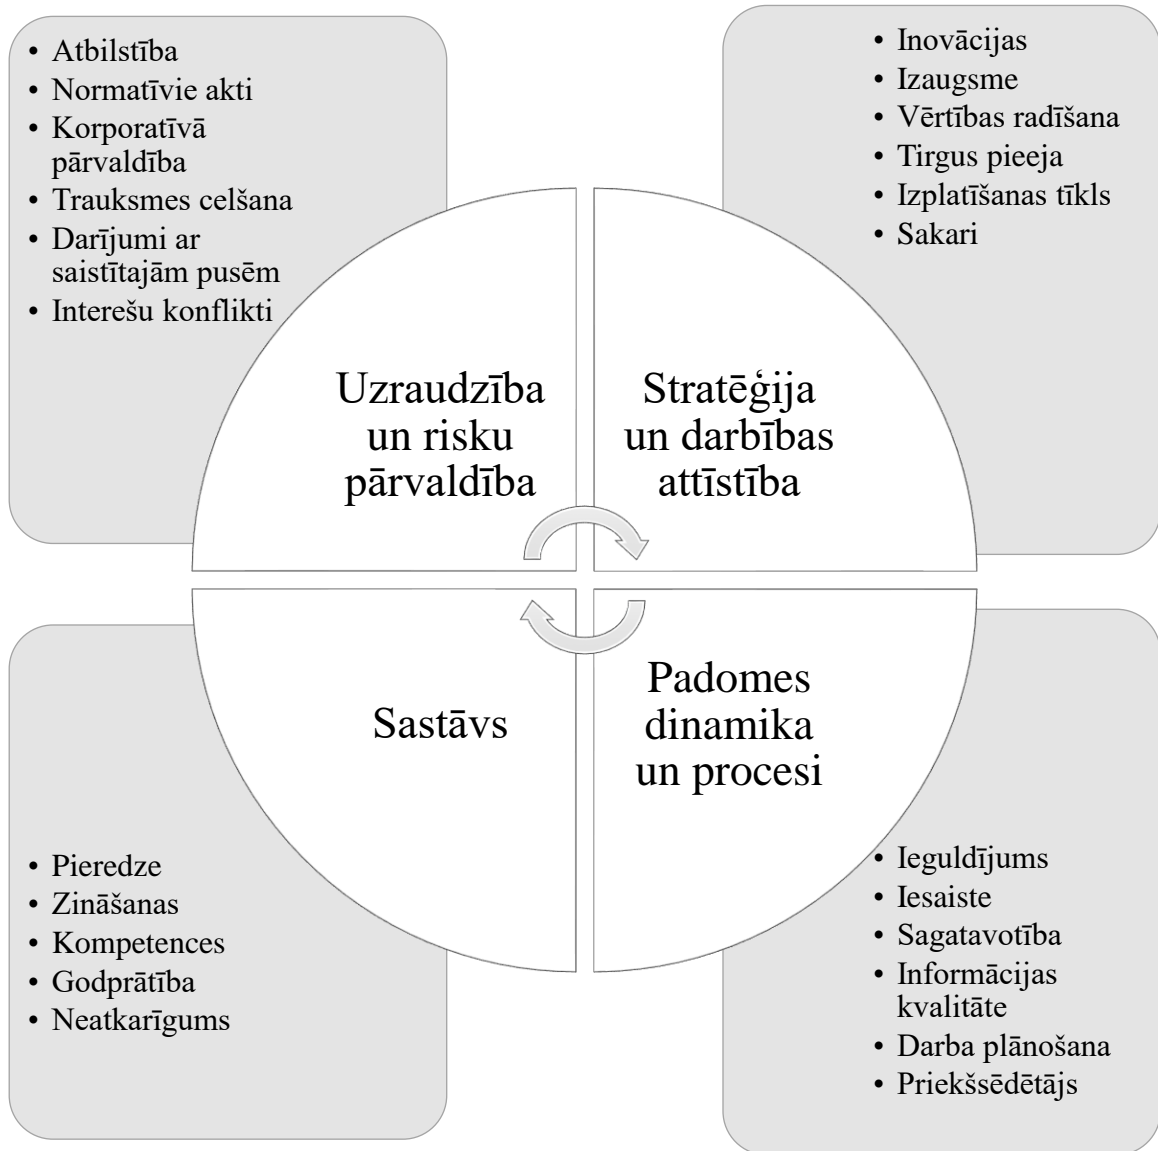 • Atbilstība
• Normatīvie akti
• Korporatīvā
pārvaldība
• Trauksmes celšana
• Darījumi ar
saistītajām pusēm
• Interešu konflikti
• Inovācijas
• Izaugsme
• Vērtības radīšana
• Tirgus pieeja
• Izplatīšanas tīkls
• Sakari
Uzraudzība
un risku
pārvaldība
Stratēģija
un darbības
attīstība
Sastāvs
Padomes
dinamika
un procesi
• Pieredze
• Zināšanas
• Kompetences
• Godprātība
• Neatkarīgums
• Ieguldījums
• Iesaiste
• Sagatavotība
• Informācijas
kvalitāte
• Darba plānošana
• Priekšsēdētājs